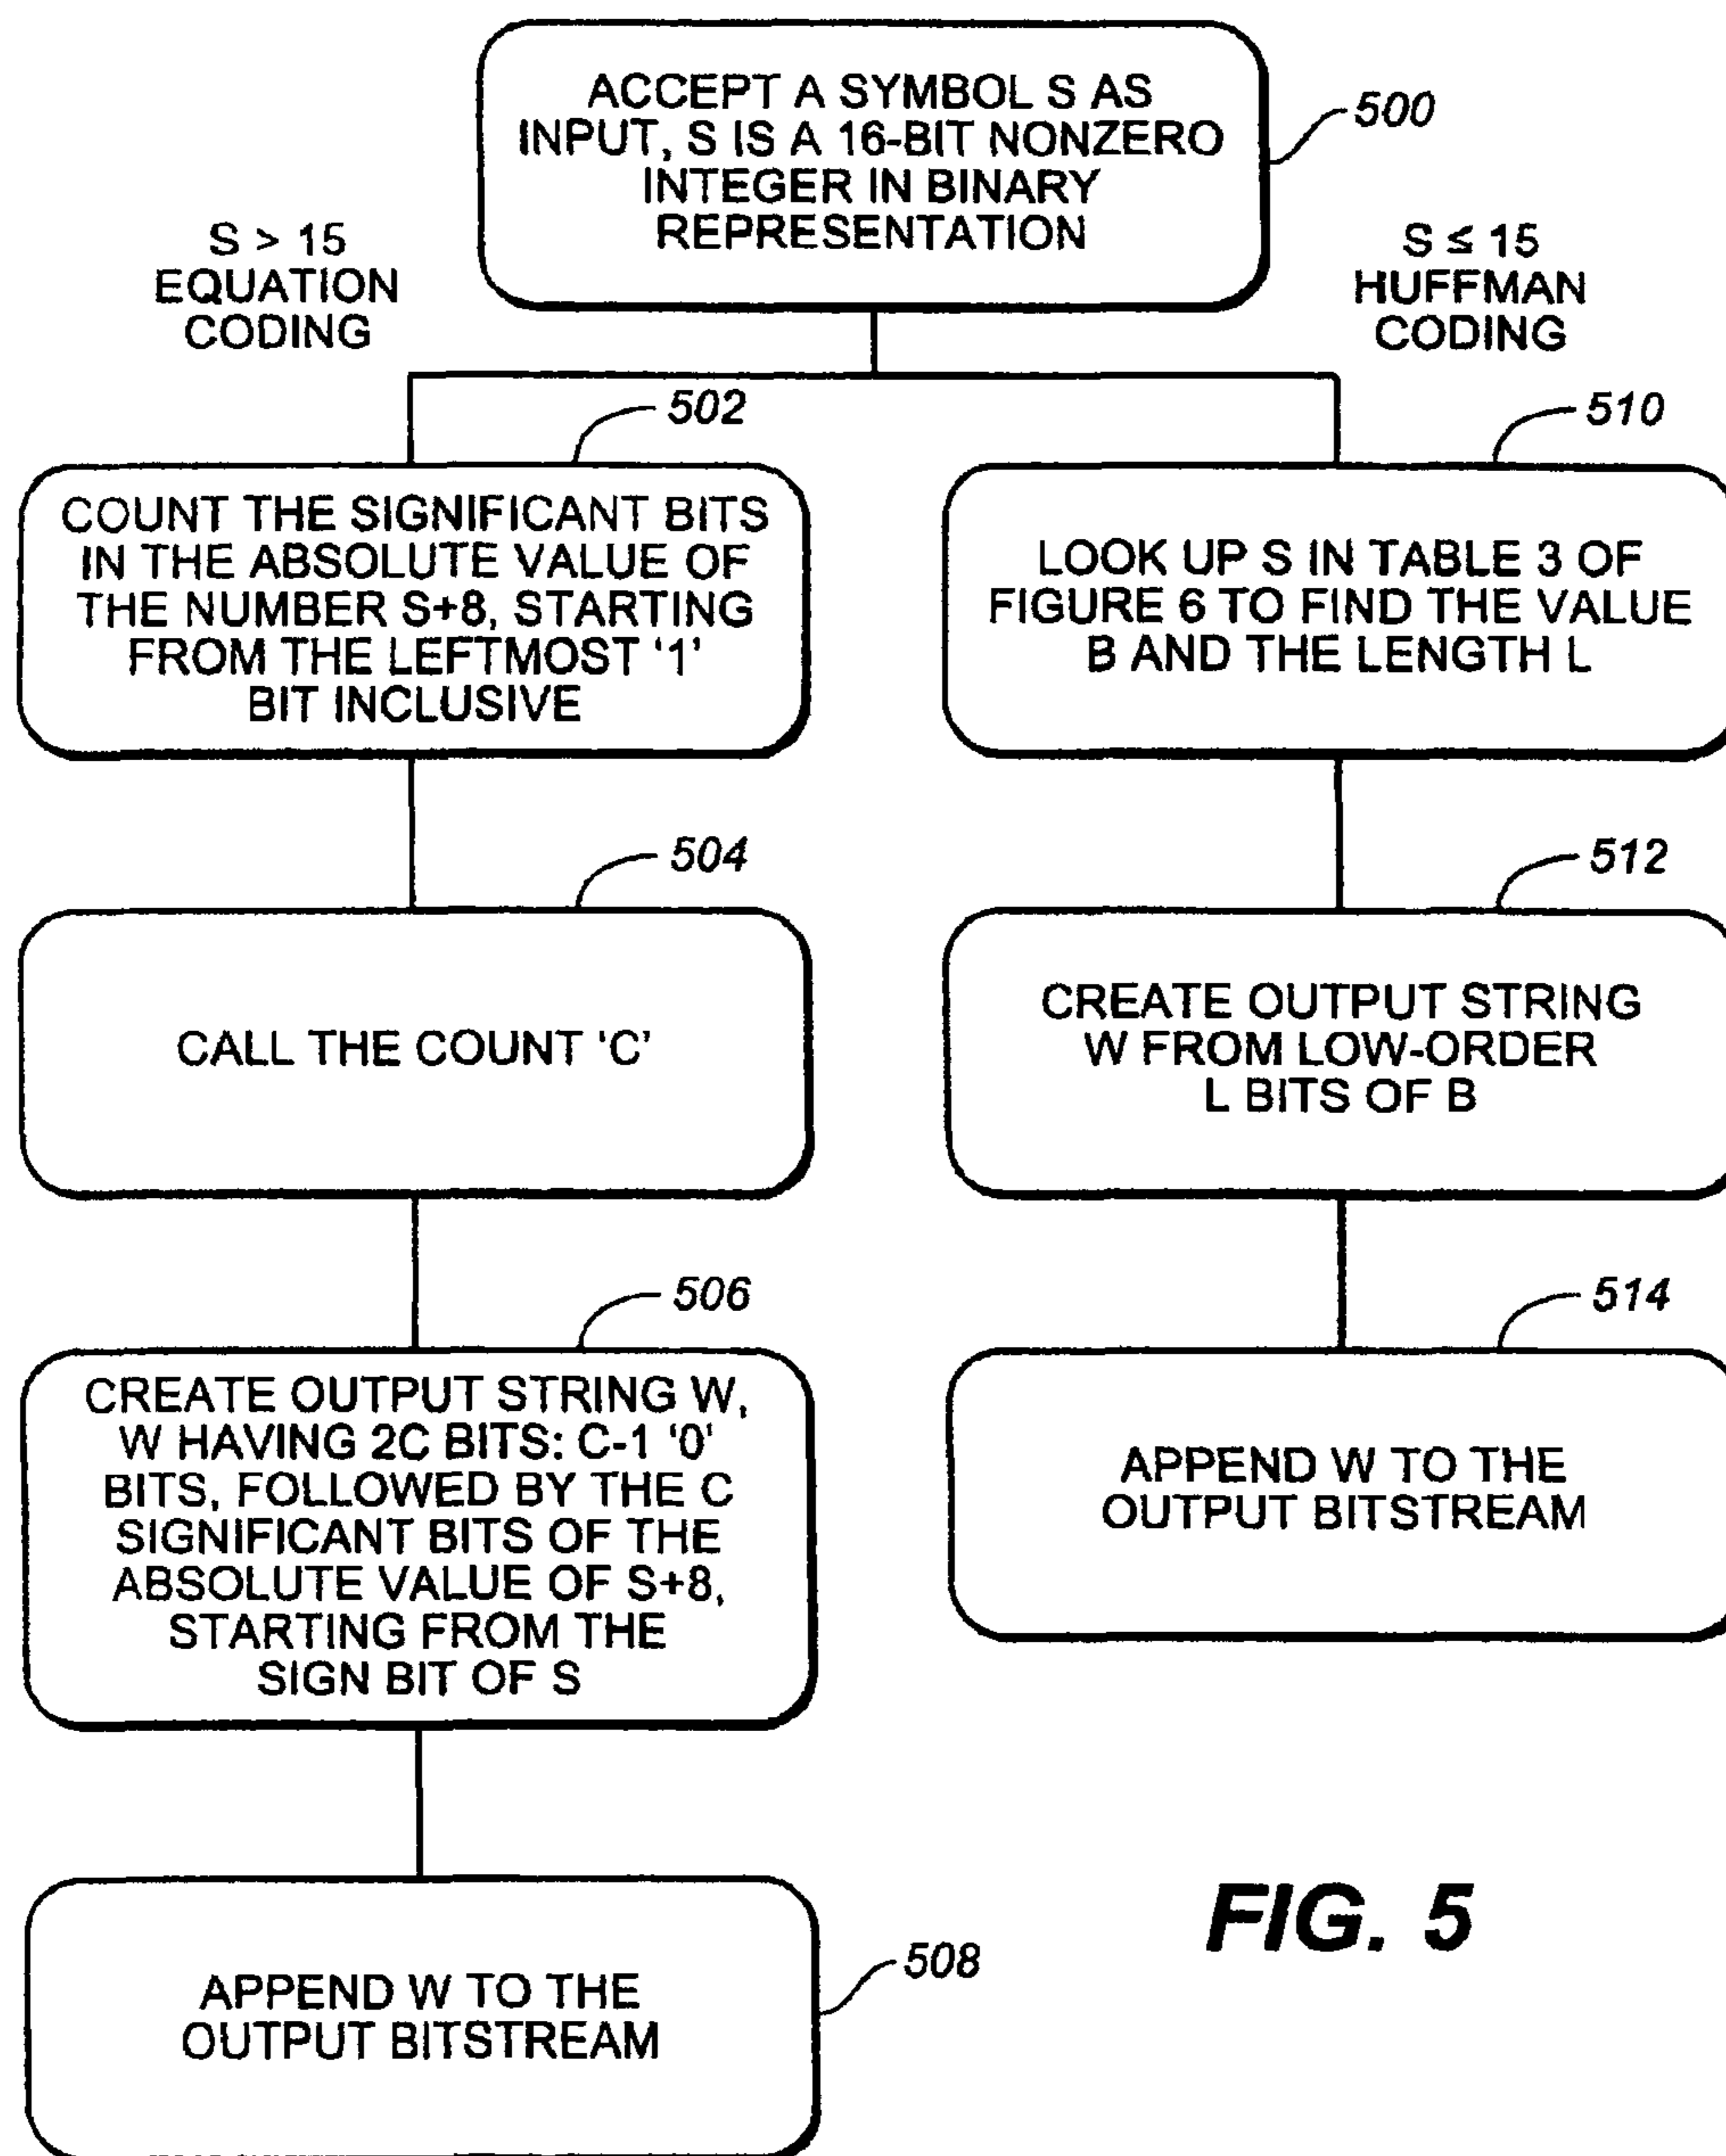 ACCEPT A SYMBOL S AS
INPUT, S IS A 16-BIT NONZERO
INTEGER IN BINARY
REPRESENTATION
500
S > 15
EQUATION
CODING
S ≤ 15
HUFFMAN
CODING
502
COUNT THE SIGNIFICANT BITS
IN THE ABSOLUTE VALUE OF
THE NUMBER S+8, STARTING
FROM THE LEFTMOST '1'
BIT INCLUSIVE
510
LOOK UP S IN TABLE 3 OF
FIGURE 6 TO FIND THE VALUE
B AND THE LENGTH L
504
CALL THE COUNT 'C'
512
CREATE OUTPUT STRING
W FROM LOW-ORDER
L BITS OF B
506
CREATE OUTPUT STRING W,
W HAVING 2C BITS: C-1 '0'
BITS, FOLLOWED BY THE C
SIGNIFICANT BITS OF THE
ABSOLUTE VALUE OF S+8,
STARTING FROM THE
SIGN BIT OF S
514
APPEND W TO THE
OUTPUT BITSTREAM
508
APPEND W TO THE
OUTPUT BITSTREAM
FIG. 5